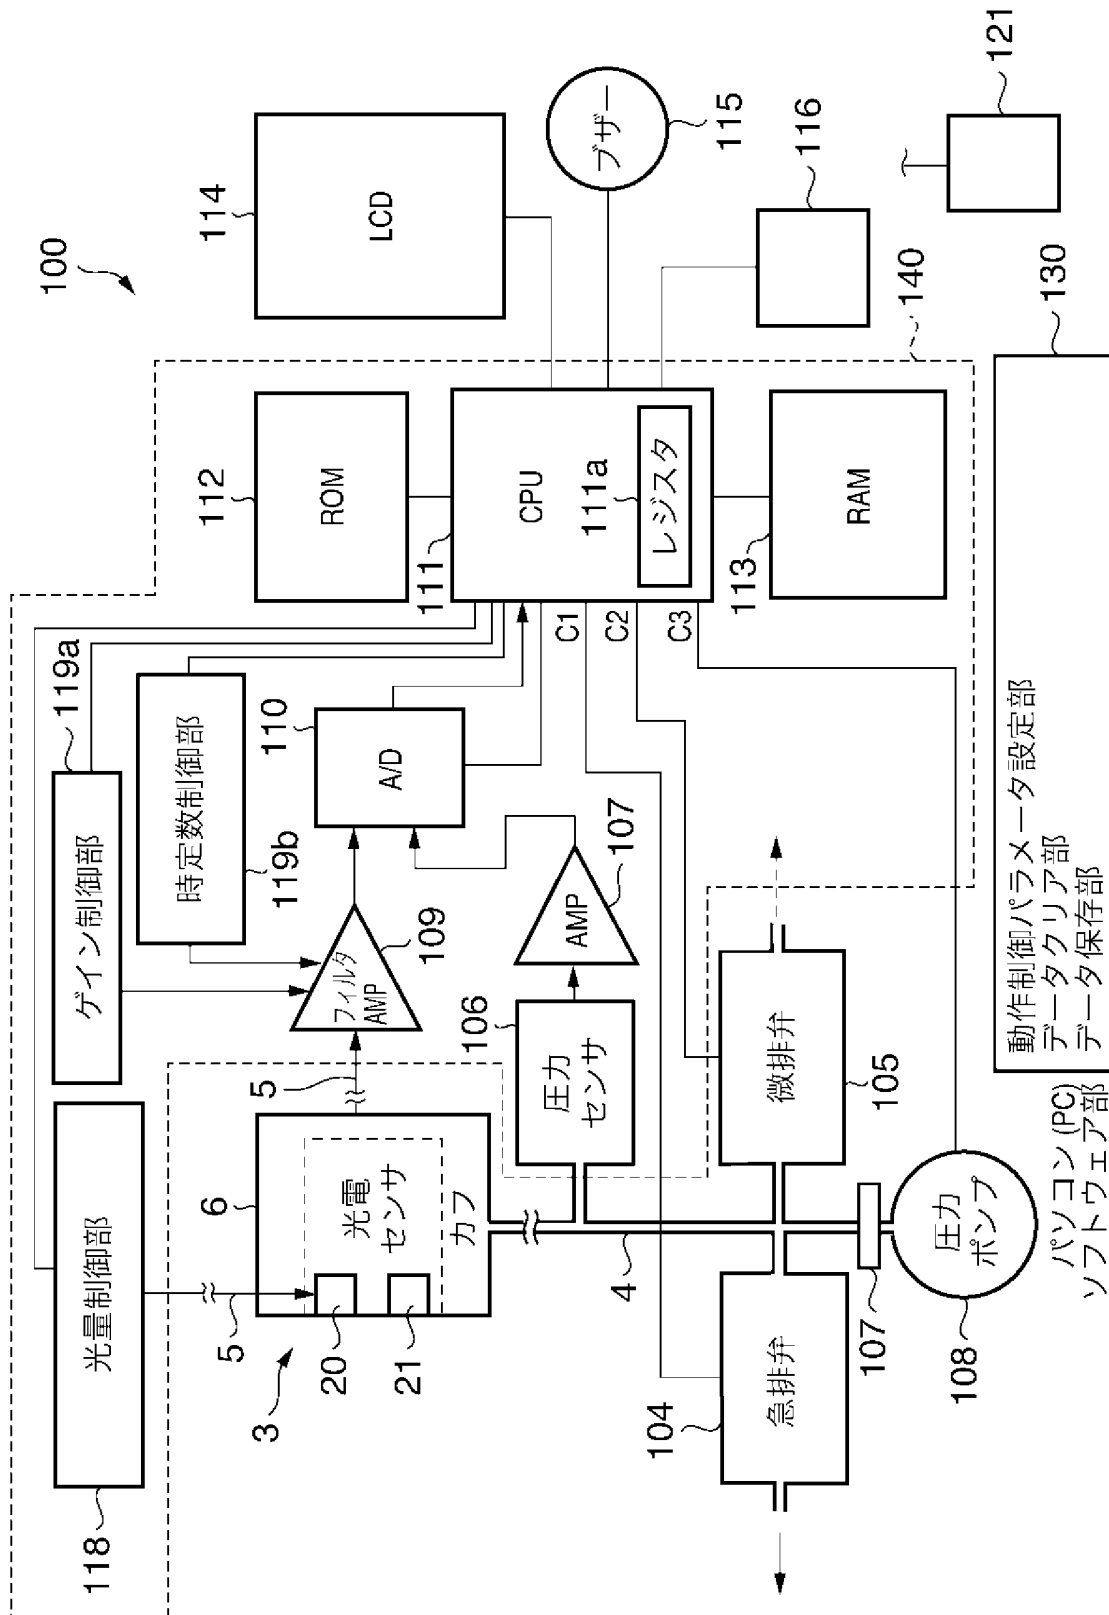 100
118
光量制御部
ゲイン制御部
119a
時定数制御部
119b
112
ROM
114
LCD
5
3
6
光電
センサ
カフ
20
21
5
フィルタ
AMP
109
110
A/D
111
CPU
111a
レジスタ
C1
C2
C3
ブザー
115
116
121
106
圧力
センサ
AMP
107
113
RAM
140
4
104
急排弁
微排弁
105
107
圧力
ポンプ
108
130
動作制御パラメータ設定部
データクリア部
データ保存部
パソコン (PC)
ソフトウェア部